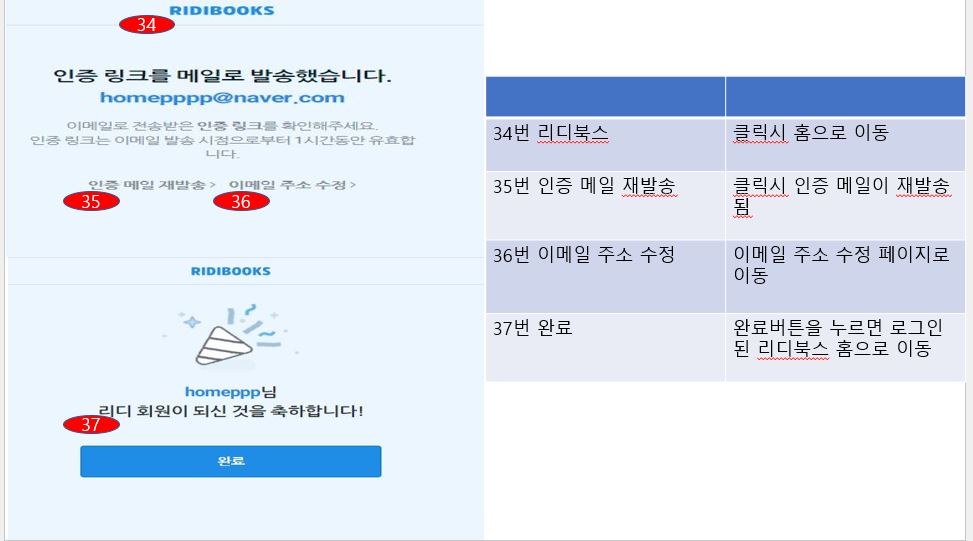 RIDIBOOKS
34
인증 링크를 메일로 발송했습니다.
homepppp@naver.com
이메일로 전송받은 인증 링크를 확인해주세요.
인증 링크는 이메일 발송 시점으로부터 1시간동안 유효합
니다.
인증 메일 재발송 > 이메일 주소 수정 >
35
36
RIDIBOOKS
homeppp님
리디 회원이 되신 것을 축하합니다!
37
완료
34번 리디북스
클릭시 홈으로 이동
35번 인증 메일 재발송
클릭시 인증 메일이 재발송
됨
36번 이메일 주소 수정
이메일 주소 수정 페이지로
이동
37번 완료
완료버튼을 누르면 로그인
된 리디북스 홈으로 이동